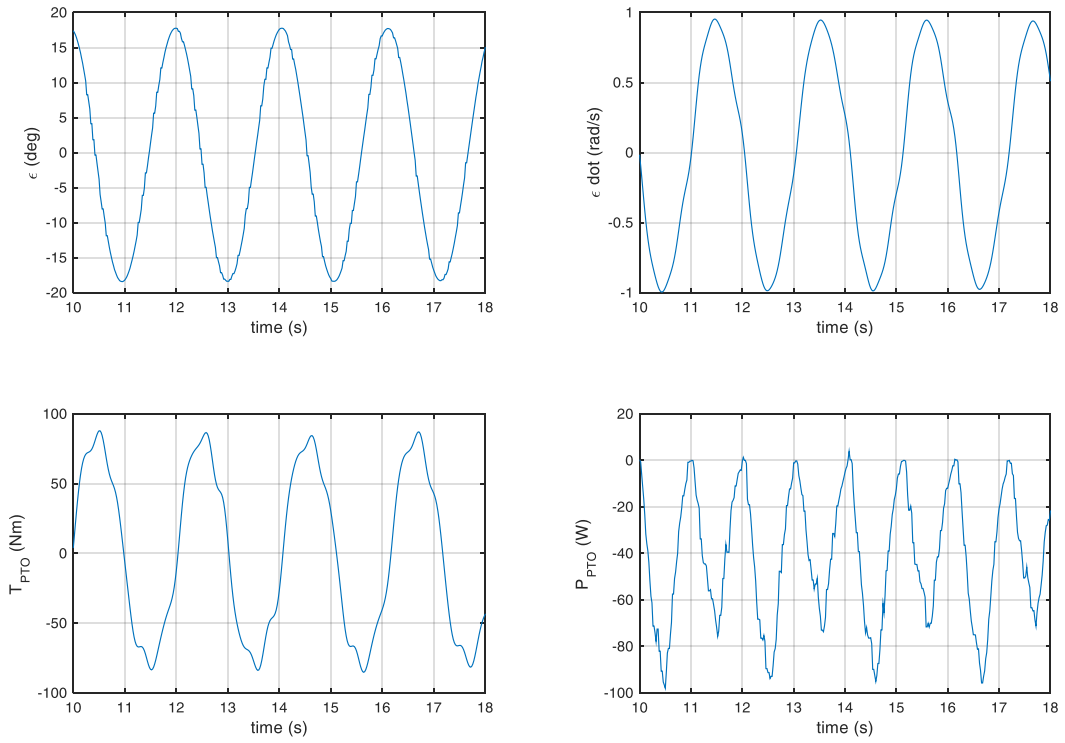 20
15
10
5
0
-5
-10
-15
-20
ϵ (deg)
10 11 12 13 14 15 16 17 18
time (s)
1
0.5
0
-0.5
-1
ϵ dot (rad/s)
10 11 12 13 14 15 16 17 18
time (s)
100
50
0
-50
-100
T_PTO (Nm)
10 11 12 13 14 15 16 17 18
time (s)
20
0
-20
-40
-60
-80
-100
P_PTO (W)
10 11 12 13 14 15 16 17 18
time (s)